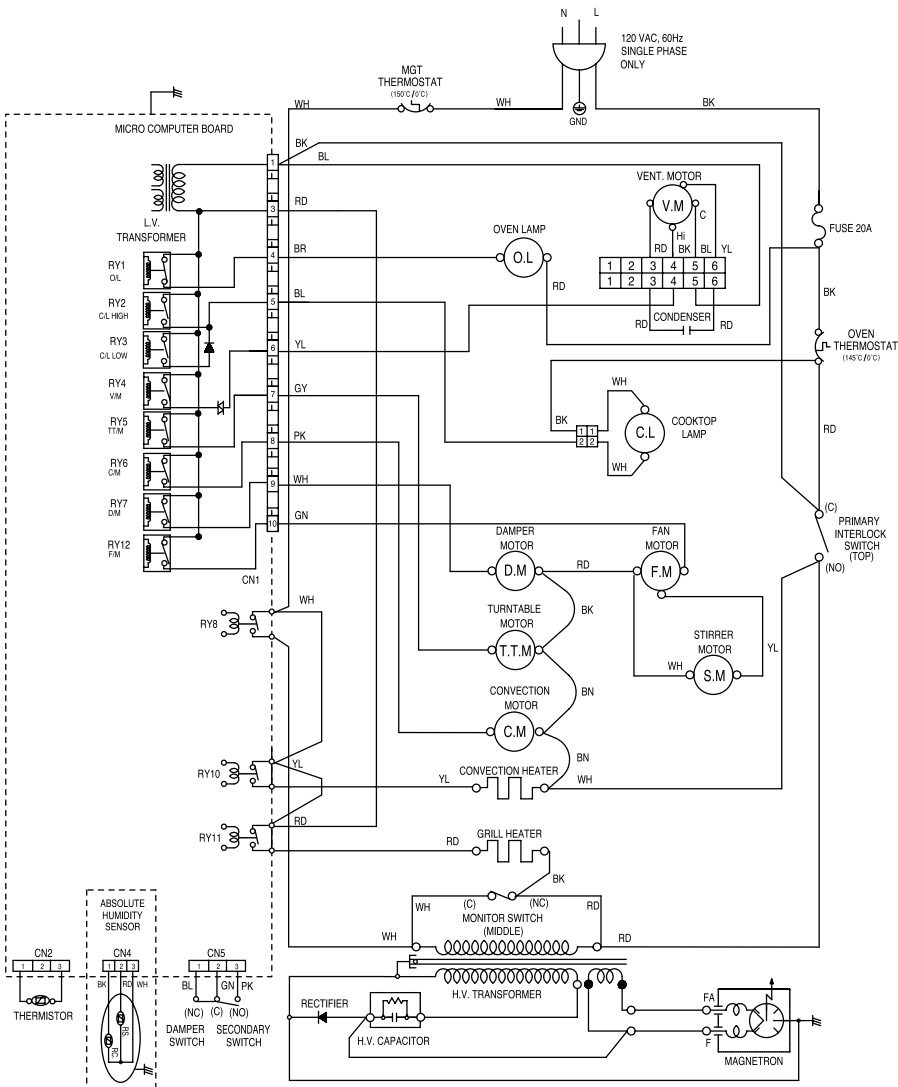 N L
120 VAC, 60Hz
SINGLE PHASE
ONLY
MGT
THERMOSTAT
(150°C/0°C)
WH
WH
BK
GND
MICRO COMPUTER BOARD
BK
BL
1
L.V.
TRANSFORMER
3
RD
VENT. MOTOR
V.M
C
Hi
RD BK BL YL
1 2 3 4 5 6
1 2 3 4 5 6
CONDENSER
RD
RD
FUSE 20A
OVEN LAMP
O.L
RD
BK
RY1
O/L
4
BR
RY2
C/L HIGH
5
BL
RY3
C/L LOW
6
YL
OVEN
THERMOSTAT
(145°C/0°C)
RY4
V/M
7
GY
WH
BK
1 1
2 2
C.L
COOKTOP
LAMP
WH
RD
RY5
TT/M
8
PK
RY6
C/M
9
WH
RY7
D/M
10
GN
RY12
F/M
CN1
(C)
PRIMARY
INTERLOCK
SWITCH
(TOP)
(NO)
DAMPER
MOTOR
D.M
RD
FAN
MOTOR
F.M
BK
WH
RY8
TURNTABLE
MOTOR
T.T.M
STIRRER
MOTOR
WH
S.M
YL
BN
CONVECTION
MOTOR
C.M
BN
RY10
YL
YL
CONVECTION HEATER
WH
RY11
RD
RD
GRILL HEATER
BK
WH
(C)
(NC)
RD
MONITOR SWITCH
(MIDDLE)
WH
RD
H.V. TRANSFORMER
ABSOLUTE
HUMIDITY
SENSOR
CN2
1 2 3
THERMISTOR
CN4
1 2 3
BK RD WH
RS.
RC.
CN5
1 2 3
BL GN PK
(NC) (C) (NO)
DAMPER
SWITCH
SECONDARY
SWITCH
RECTIFIER
H.V. CAPACITOR
FA
F
MAGNETRON